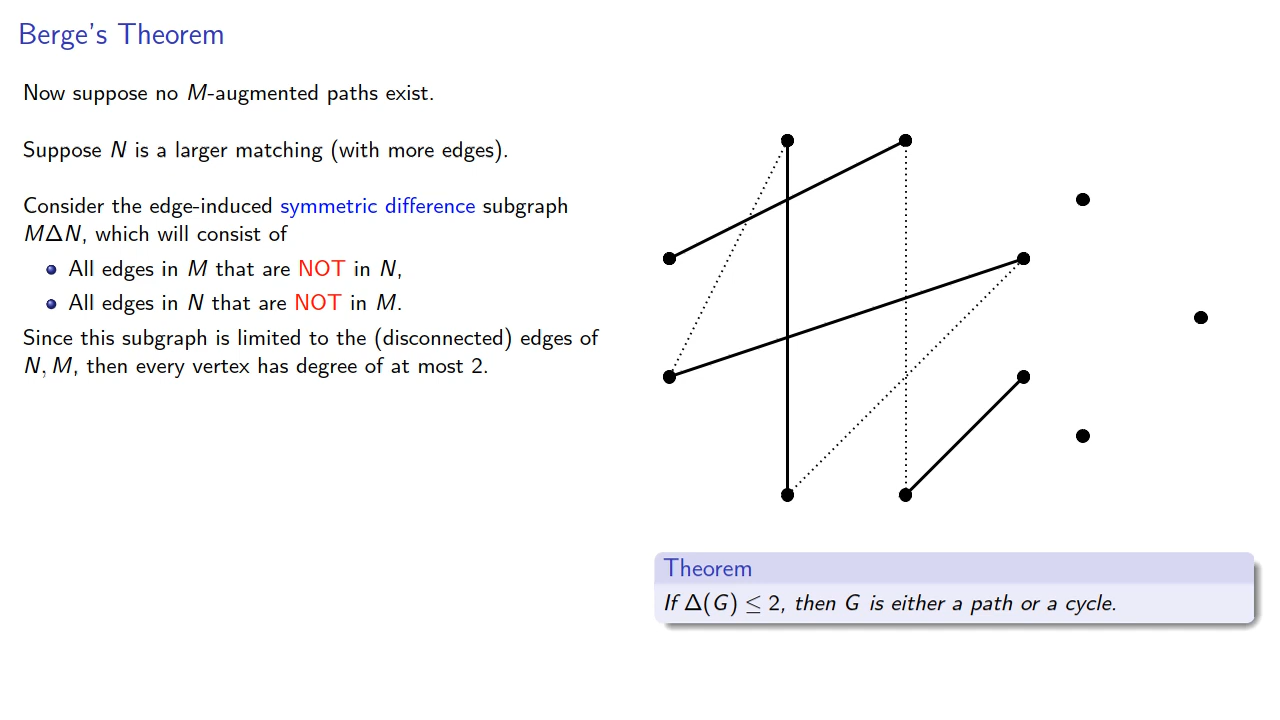 Berge's Theorem
Now suppose no M-augmented paths exist.
Suppose N is a larger matching (with more edges).
Consider the edge-induced symmetric difference subgraph
MΔN, which will consist of
All edges in M that are NOT in N,
All edges in N that are NOT in M.
Since this subgraph is limited to the (disconnected) edges of
N, M, then every vertex has degree of at most 2.
Theorem
If Δ(G) ≤ 2, then G is either a path or a cycle.